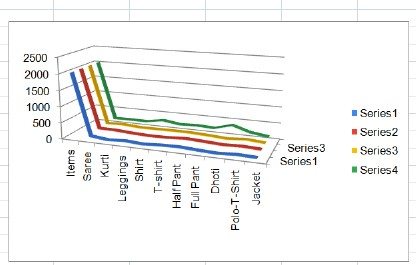 2500
2000
1500
1000
500
0
Items
Saree
Kurti
Leggings
Shirt
T-shirt
Half Pant
Full Pant
Dhoti
Polo-T-Shirt
Jacket
Series3
Series1
Series1
Series2
Series3
Series4